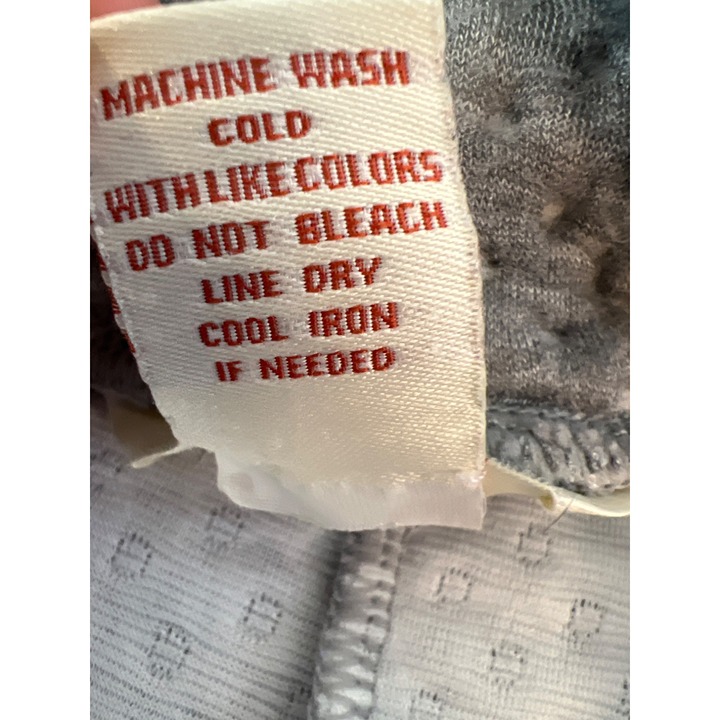 MACHINE WASH
COLD
WITH LIKE COLORS
DO NOT BLEACH
LINE DRY
COOL IRON
IF NEEDED